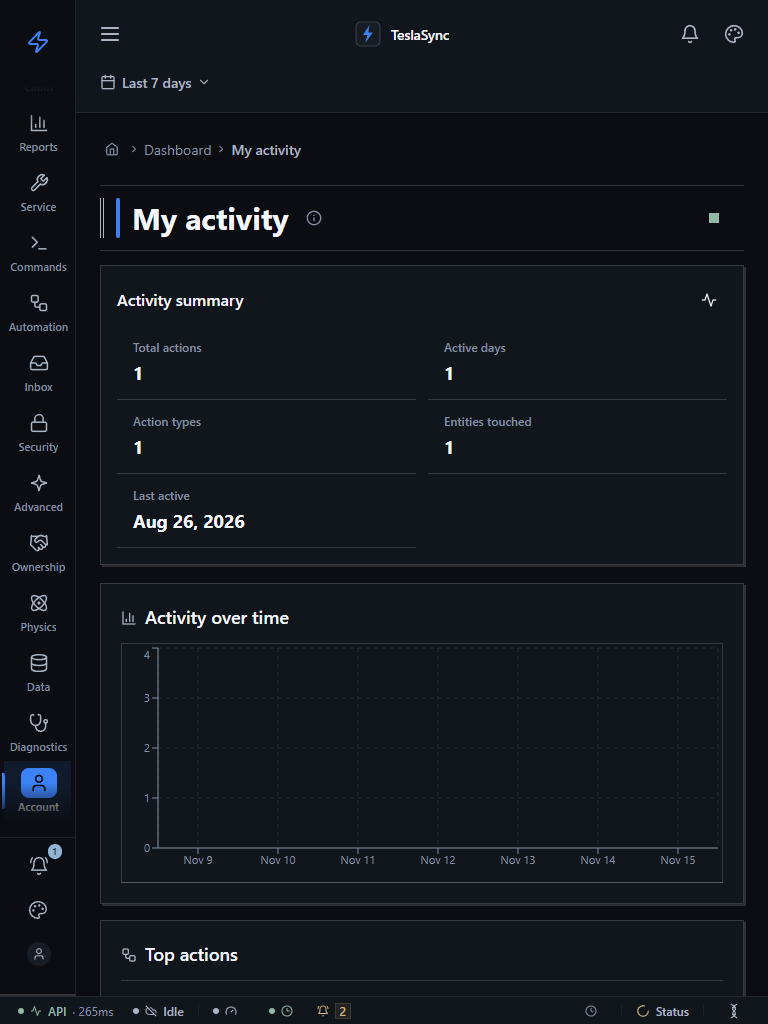 TeslaSync
Last 7 days
Reports
Service
Commands
Automation
Inbox
Security
Advanced
Ownership
Physics
Data
Diagnostics
Account
1
Dashboard > My activity
My activity
Activity summary
Total actions
1
Active days
1
Action types
1
Entities touched
1
Last active
Aug 26, 2026
Activity over time
4
3
2
1
0
Nov 9 Nov 10 Nov 11 Nov 12 Nov 13 Nov 14 Nov 15
Top actions
API · 265ms Idle 2 Status